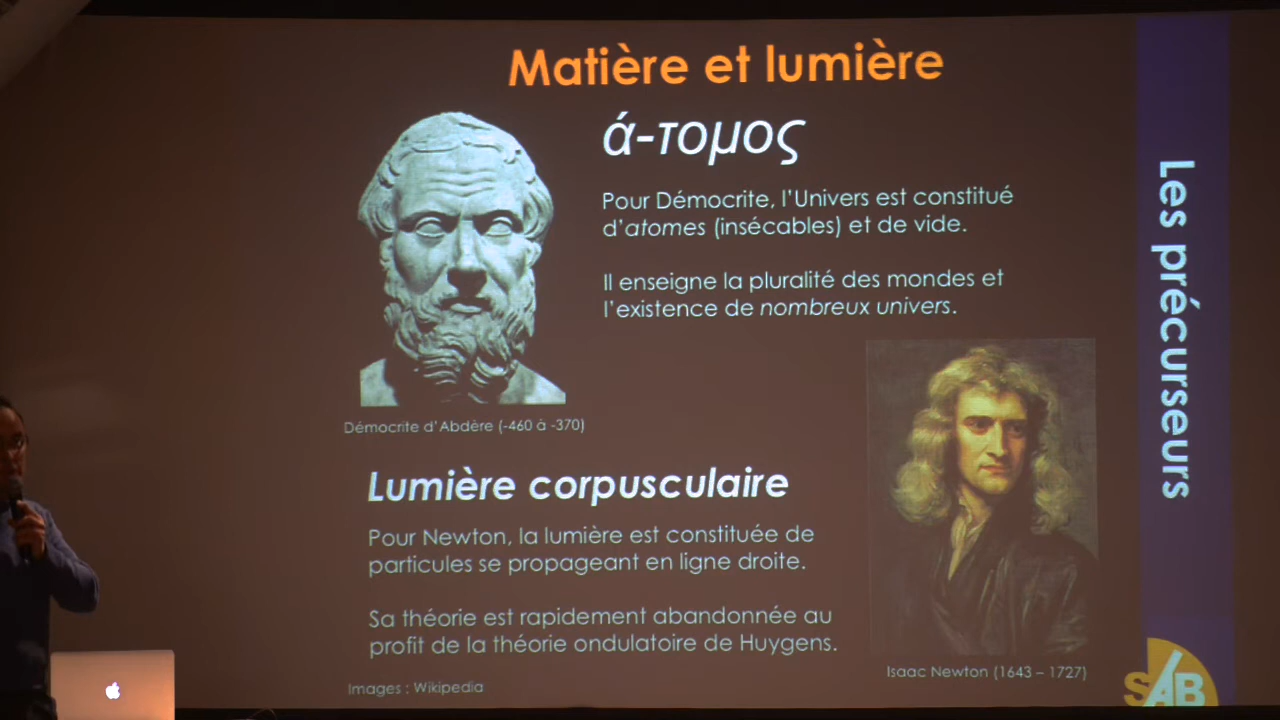 Matière et lumière
ά-τομος
Pour Démocrite, l'Univers est constitué
d'atomes (insécables) et de vide.
Il enseigne la pluralité des mondes et
l'existence de nombreux univers.
Démocrite d'Abdère (-460 à -370)
Lumière corpusculaire
Pour Newton, la lumière est constituée de
particules se propageant en ligne droite.
Sa théorie est rapidement abandonnée au
profit de la théorie ondulatoire de Huygens.
Images : Wikipedia
Isaac Newton (1643 – 1727)
Les précurseurs
SAB